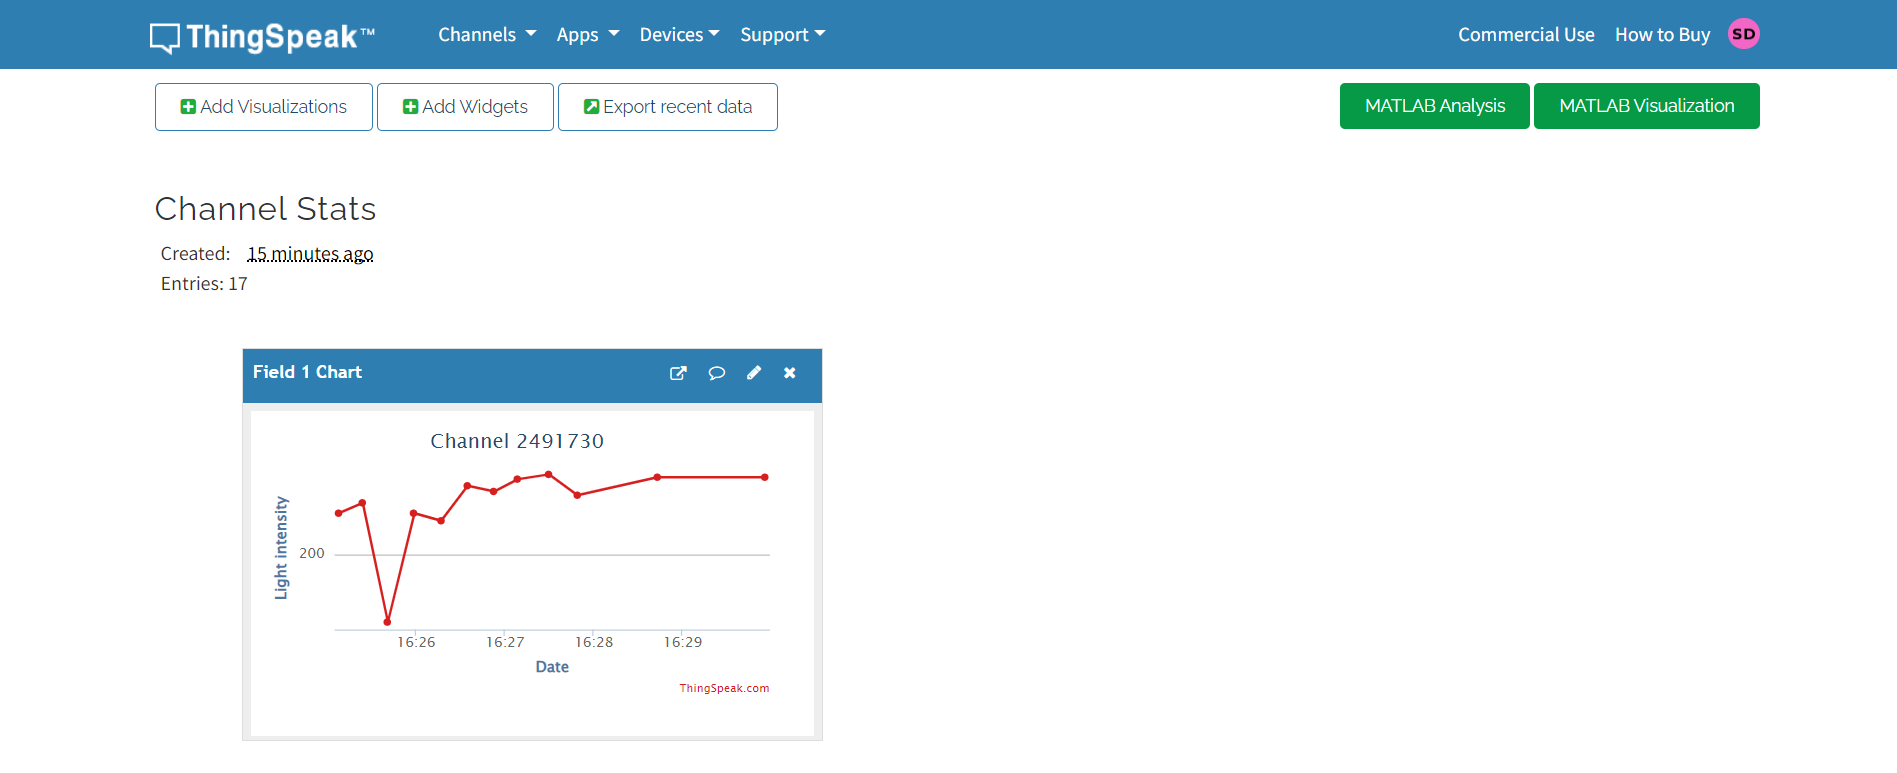 ThingSpeak™ Channels Apps Devices Support Commercial Use How to Buy SD
Add Visualizations Add Widgets Export recent data MATLAB Analysis MATLAB Visualization
Channel Stats
Created: 15 minutes ago
Entries: 17
Field 1 Chart
Channel 2491730
Light intensity
200
16:26 16:27 16:28 16:29
Date
ThingSpeak.com